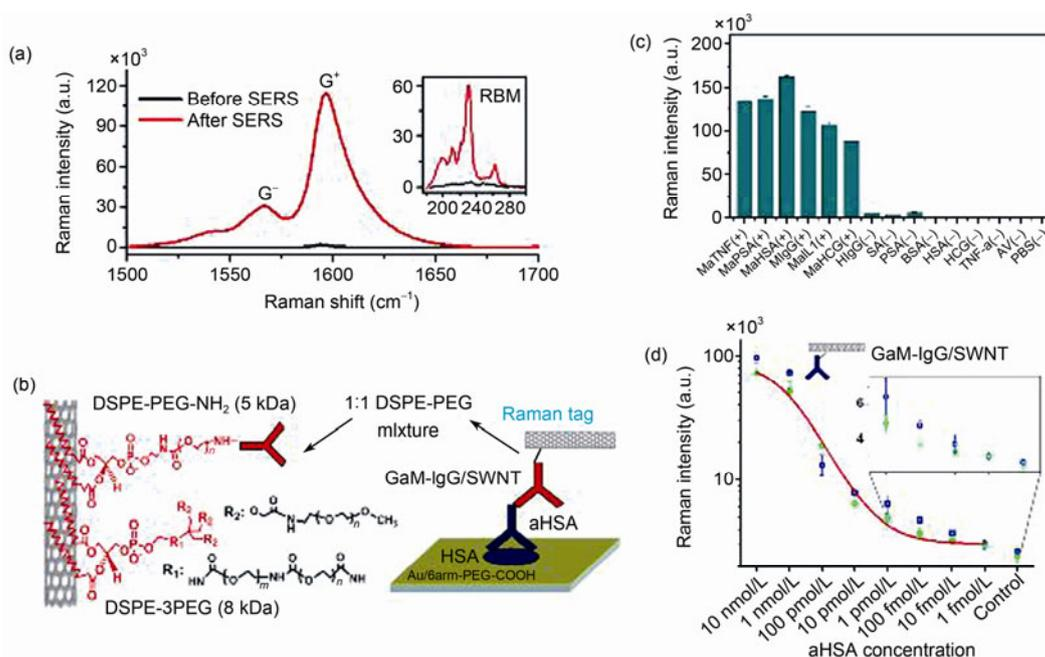 (a)
×10³
Raman intensity (a.u.)
120
90
60
30
0
G⁻
G⁺
Before SERS
After SERS
RBM
60
30
0
200 240 280
1500 1550 1600 1650 1700
Raman shift (cm⁻¹)
(b)
DSPE-PEG-NH₂ (5 kDa)
1:1 DSPE-PEG
mIxture
Raman tag
GaM-IgG/SWNT
aHSA
HSA
Au/6arm-PEG-COOH
R₂:
R₁:
DSPE-3PEG (8 kDa)
(c)
×10³
Raman intensity (a.u.)
200
150
100
50
0
MaTNF(+)
MaPSA(+)
MaHSA(+)
MIgG(+)
MaIL1(+)
MaHCG(+)
HIgG(−)
SA(−)
PSA(−)
BSA(−)
HSA(−)
HCG(−)
TNF-a(−)
AV(−)
PBS(−)
(d)
×10³
Raman intensity (a.u.)
100
10
GaM-IgG/SWNT
6
4
10 nmol/L
1 nmol/L
100 pmol/L
10 pmol/L
1 pmol/L
100 fmol/L
10 fmol/L
1 fmol/L
Control
aHSA concentration